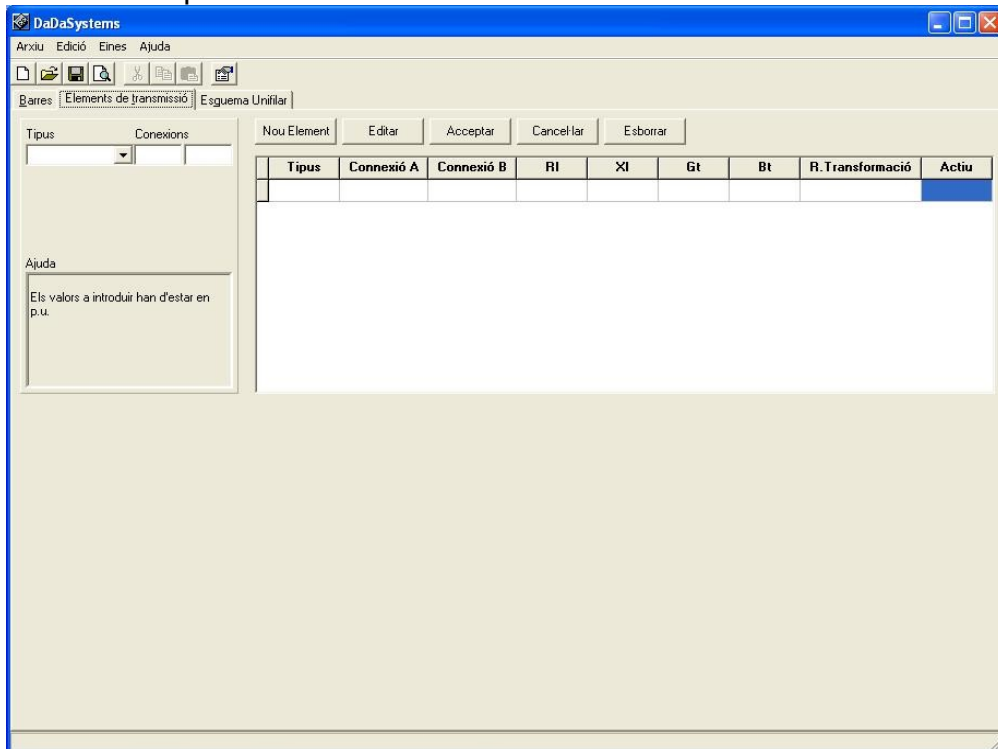 DaDaSystems
Arxiu Edició Eines Ajuda
Barres Elements de transmissió Esguema Unifilar
Tipus Conexions
Nou Element Editar Acceptar Cancel·lar Esborrar
Tipus Connexió A Connexió B Rl Xl Gt Bt R.Transformació Actiu
Ajuda
Els valors a introduir han d'estar en
p.u.